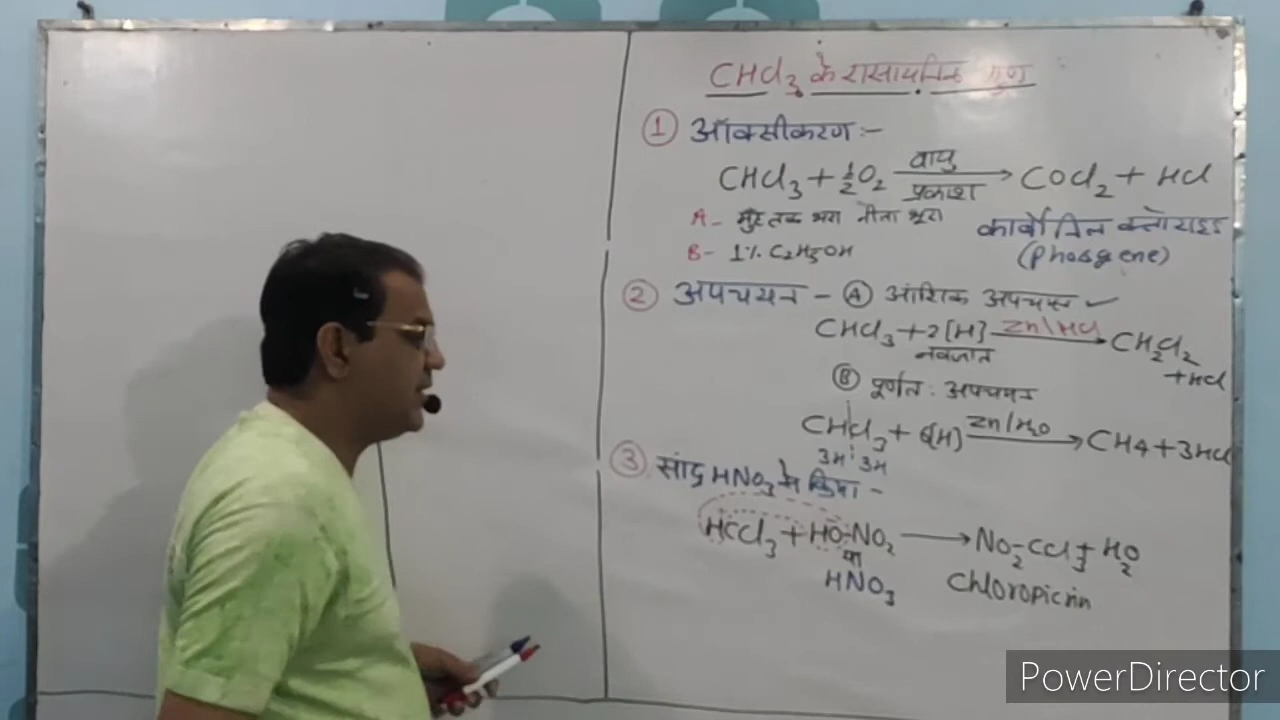 CHCl₃ के रासायनिक गुण
① ऑक्सीकरण :-
CHCl₃ + ½O₂ वायु प्रकाश → COCl₂ + HCl
A- मुँह तक भरा नीला भूरा
कार्बोनिल क्लोराइड
B- 1% C₂H₅OH
(Phosgene)
② अपचयन - Ⓐ आंशिक अपचयन ✓
CHCl₃ + 2[H] Zn/HCl → CH₂Cl₂
नवजात
+HCl
Ⓑ पूर्णत: अपचयन
CHCl₃ + 6[H] Zn/H₂O → CH4 + 3HCl
3H 3H
③ सांद्र HNO₃ से क्रिया -
HCCl₃ + HO-NO₂ → NO₂-CCl₃ + H₂O
या
HNO₃
Chloropicrin
PowerDirector